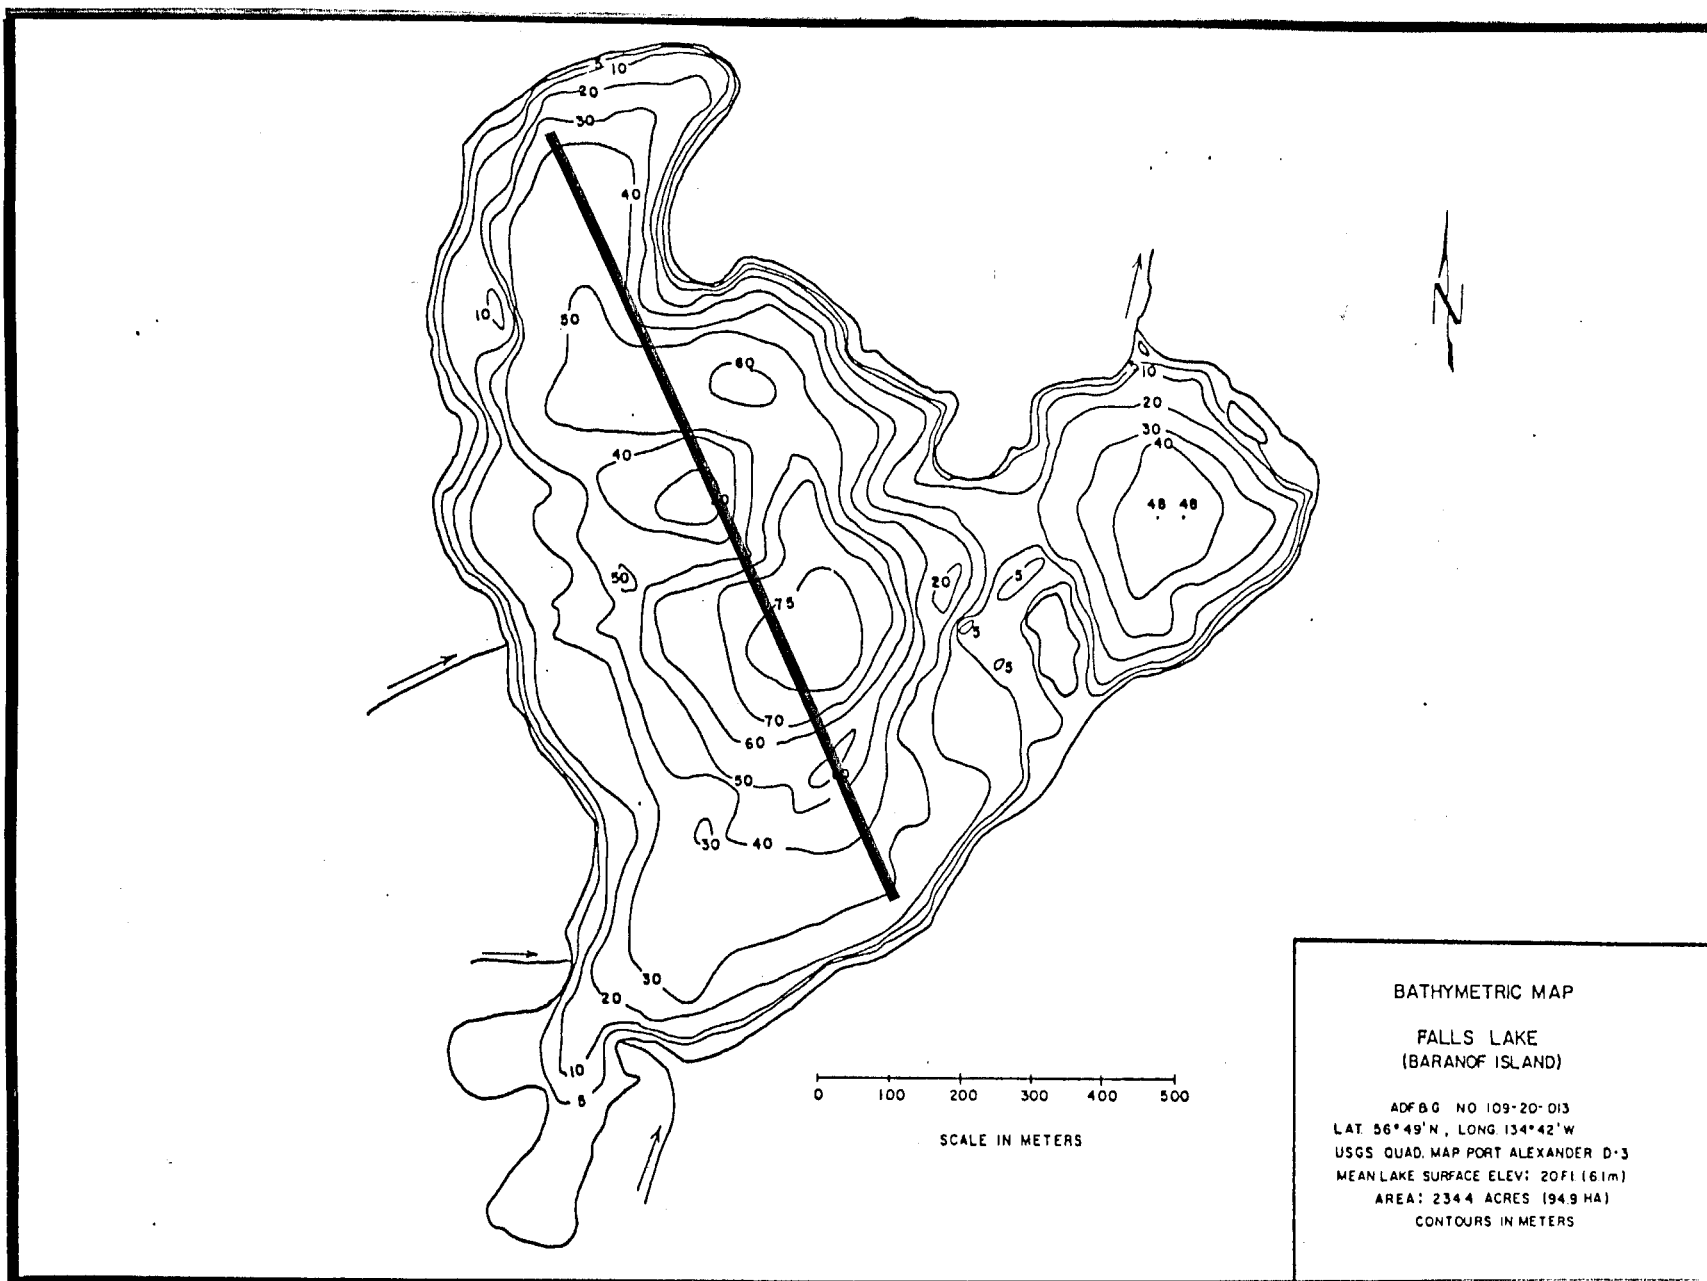 5
10
20
30
40
10
50
60
40
50
75
70
60
50
30
40
30
20
10
5
20
5
5
5
10
20
30
40
48 48
N
0 100 200 300 400 500
SCALE IN METERS
BATHYMETRIC MAP
FALLS LAKE
(BARANOF ISLAND)
ADF&G NO 109-20-013
LAT. 56°49'N, LONG. 134°42'W
USGS QUAD. MAP PORT ALEXANDER D-3
MEAN LAKE SURFACE ELEV: 20FT. (6.1m)
AREA: 234.4 ACRES (94.9 HA)
CONTOURS IN METERS